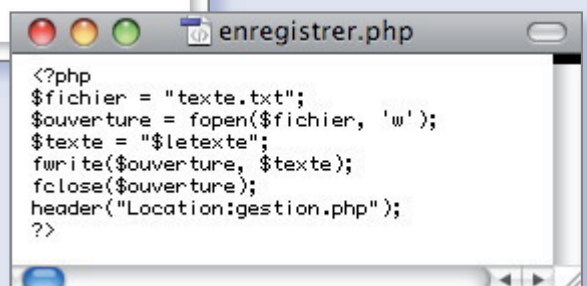 enregistrer.php
<?php
$fichier = "texte.txt";
$ouverture = fopen($fichier, 'w');
$texte = "$letexte";
fwrite($ouverture, $texte);
fclose($ouverture);
header("Location:gestion.php");
?>